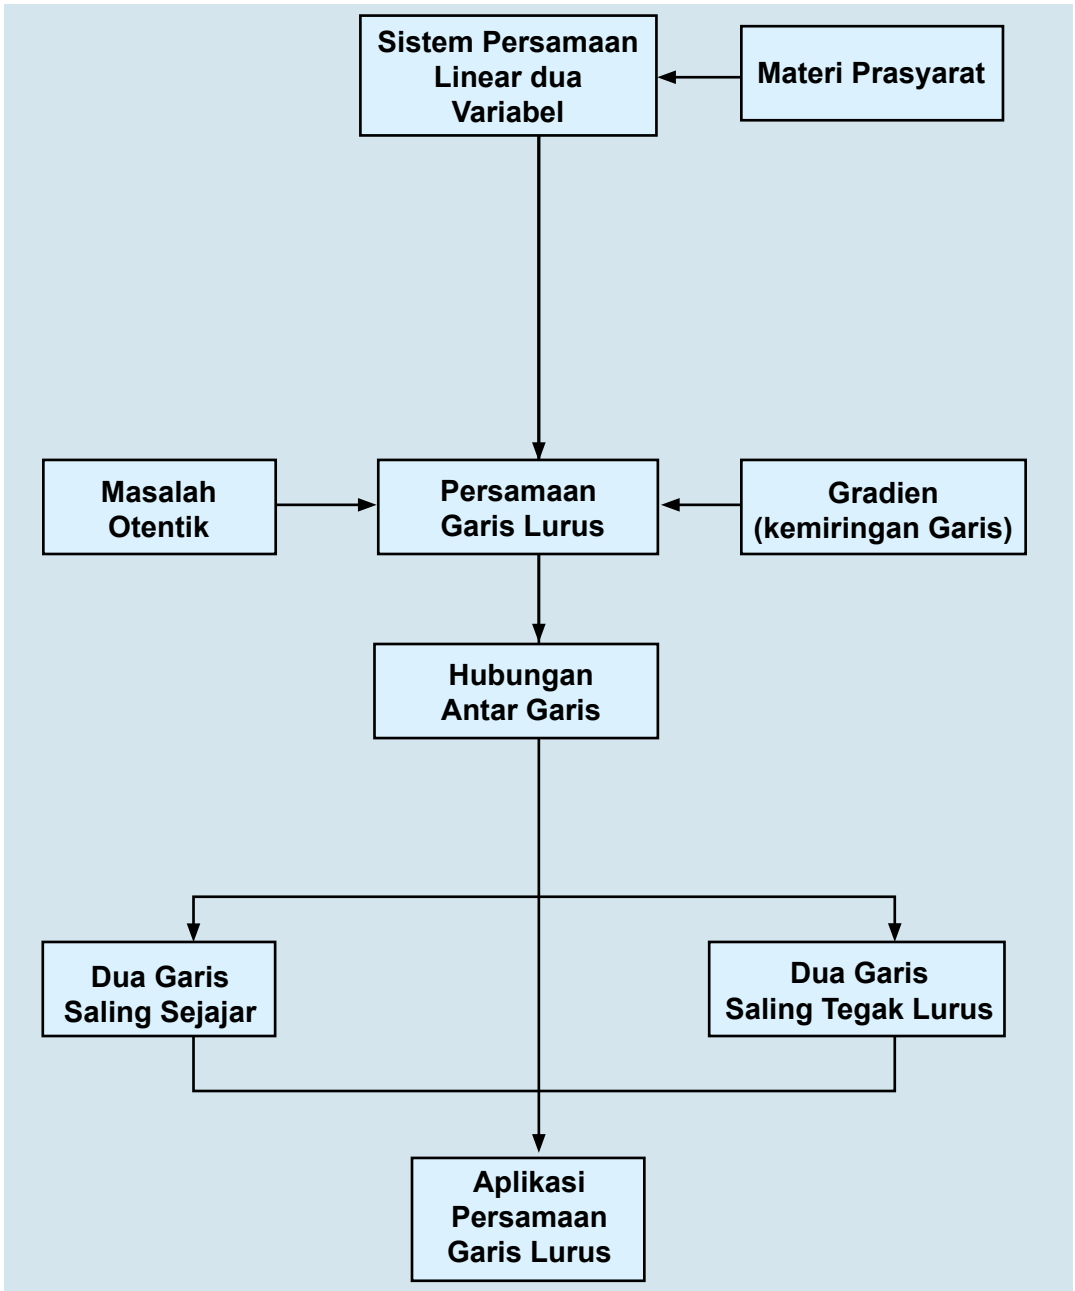 Sistem Persamaan
Linear dua
Variabel
Materi Prasyarat
Masalah
Otentik
Persamaan
Garis Lurus
Gradien
(kemiringan Garis)
Hubungan
Antar Garis
Dua Garis
Saling Sejajar
Dua Garis
Saling Tegak Lurus
Aplikasi
Persamaan
Garis Lurus